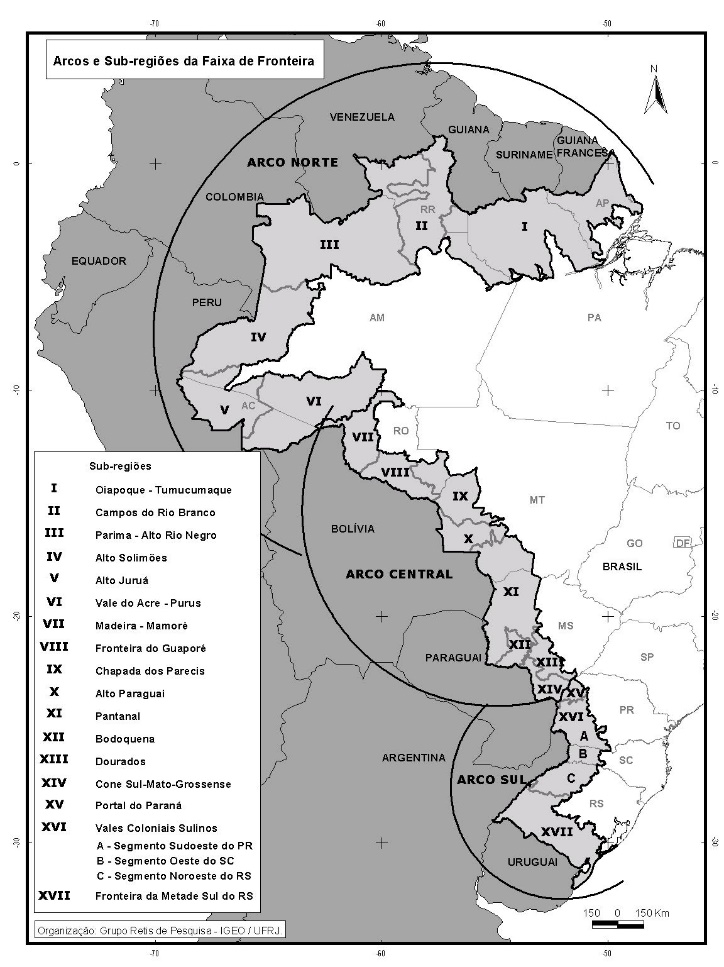 -70
-60
-50
Arcos e Sub-regiões da Faixa de Fronteira
N
VENEZUELA
GUIANA
SURINAME
GUIANA
FRANCESA
0
0
ARCO NORTE
COLOMBIA
RR
AP
II
I
III
EQUADOR
PERU
AM
PA
IV
-10
-10
V
AC
VI
TO
VII
RO
VIII
Sub-regiões
I Oiapoque - Tumucumaque
II Campos do Rio Branco
III Parima - Alto Rio Negro
IV Alto Solimões
V Alto Juruá
VI Vale do Acre - Purus
VII Madeira - Mamoré
VIII Fronteira do Guaporé
IX Chapada dos Parecis
X Alto Paraguai
XI Pantanal
XII Bodoquena
XIII Dourados
XIV Cone Sul-Mato-Grossense
XV Portal do Paraná
XVI Vales Coloniais Sulinos
A - Segmento Sudoeste do PR
B - Segmento Oeste do SC
C - Segmento Noroeste do RS
XVII Fronteira da Metade Sul do RS
IX
MT
BOLÍVIA
X
GO
DF
BRASIL
ARCO CENTRAL
XI
-20
-20
MS
XII
PARAGUAI
XIII
SP
XIV
XV
XVI
PR
A
ARGENTINA
B
SC
ARCO SUL
C
RS
XVII
-30
-30
URUGUAI
150 0 150 Km
Organização: Grupo Retis de Pesquisa - IGEO / UFRJ
-70
-60
-50